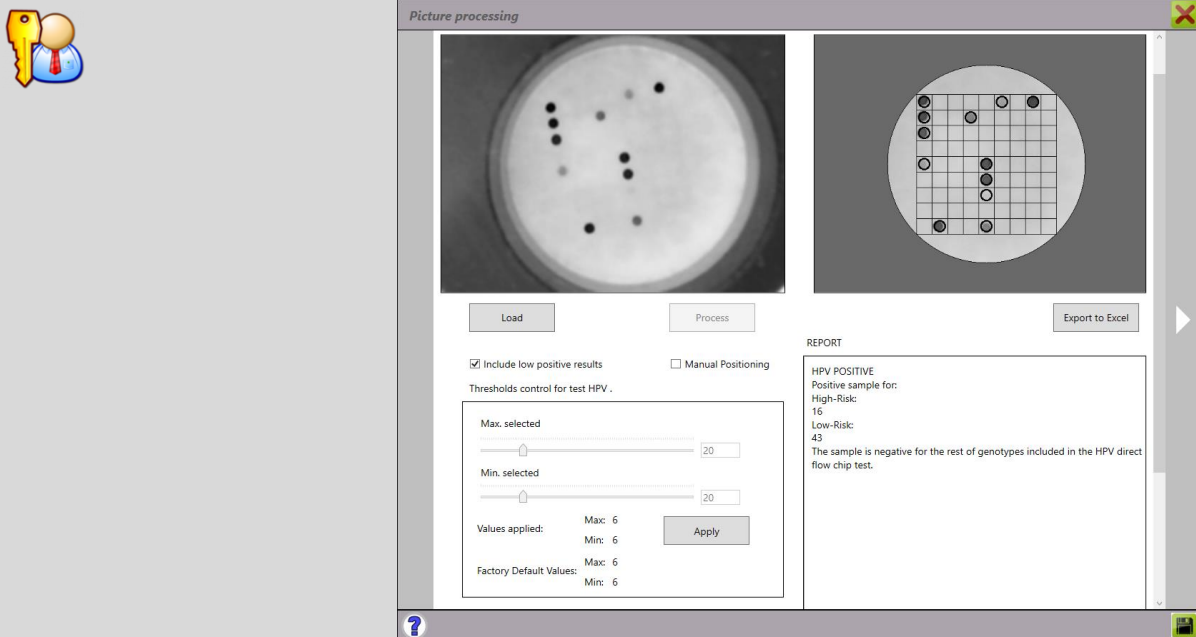 Picture processing
Load
Process
Export to Excel
REPORT
Include low positive results
Manual Positioning
Thresholds control for test HPV .
Max. selected
20
Min. selected
20
Values applied:
Max: 6
Min: 6
Apply
Factory Default Values:
Max: 6
Min: 6
HPV POSITIVE
Positive sample for:
High-Risk:
16
Low-Risk:
43
The sample is negative for the rest of genotypes included in the HPV direct
flow chip test.
?